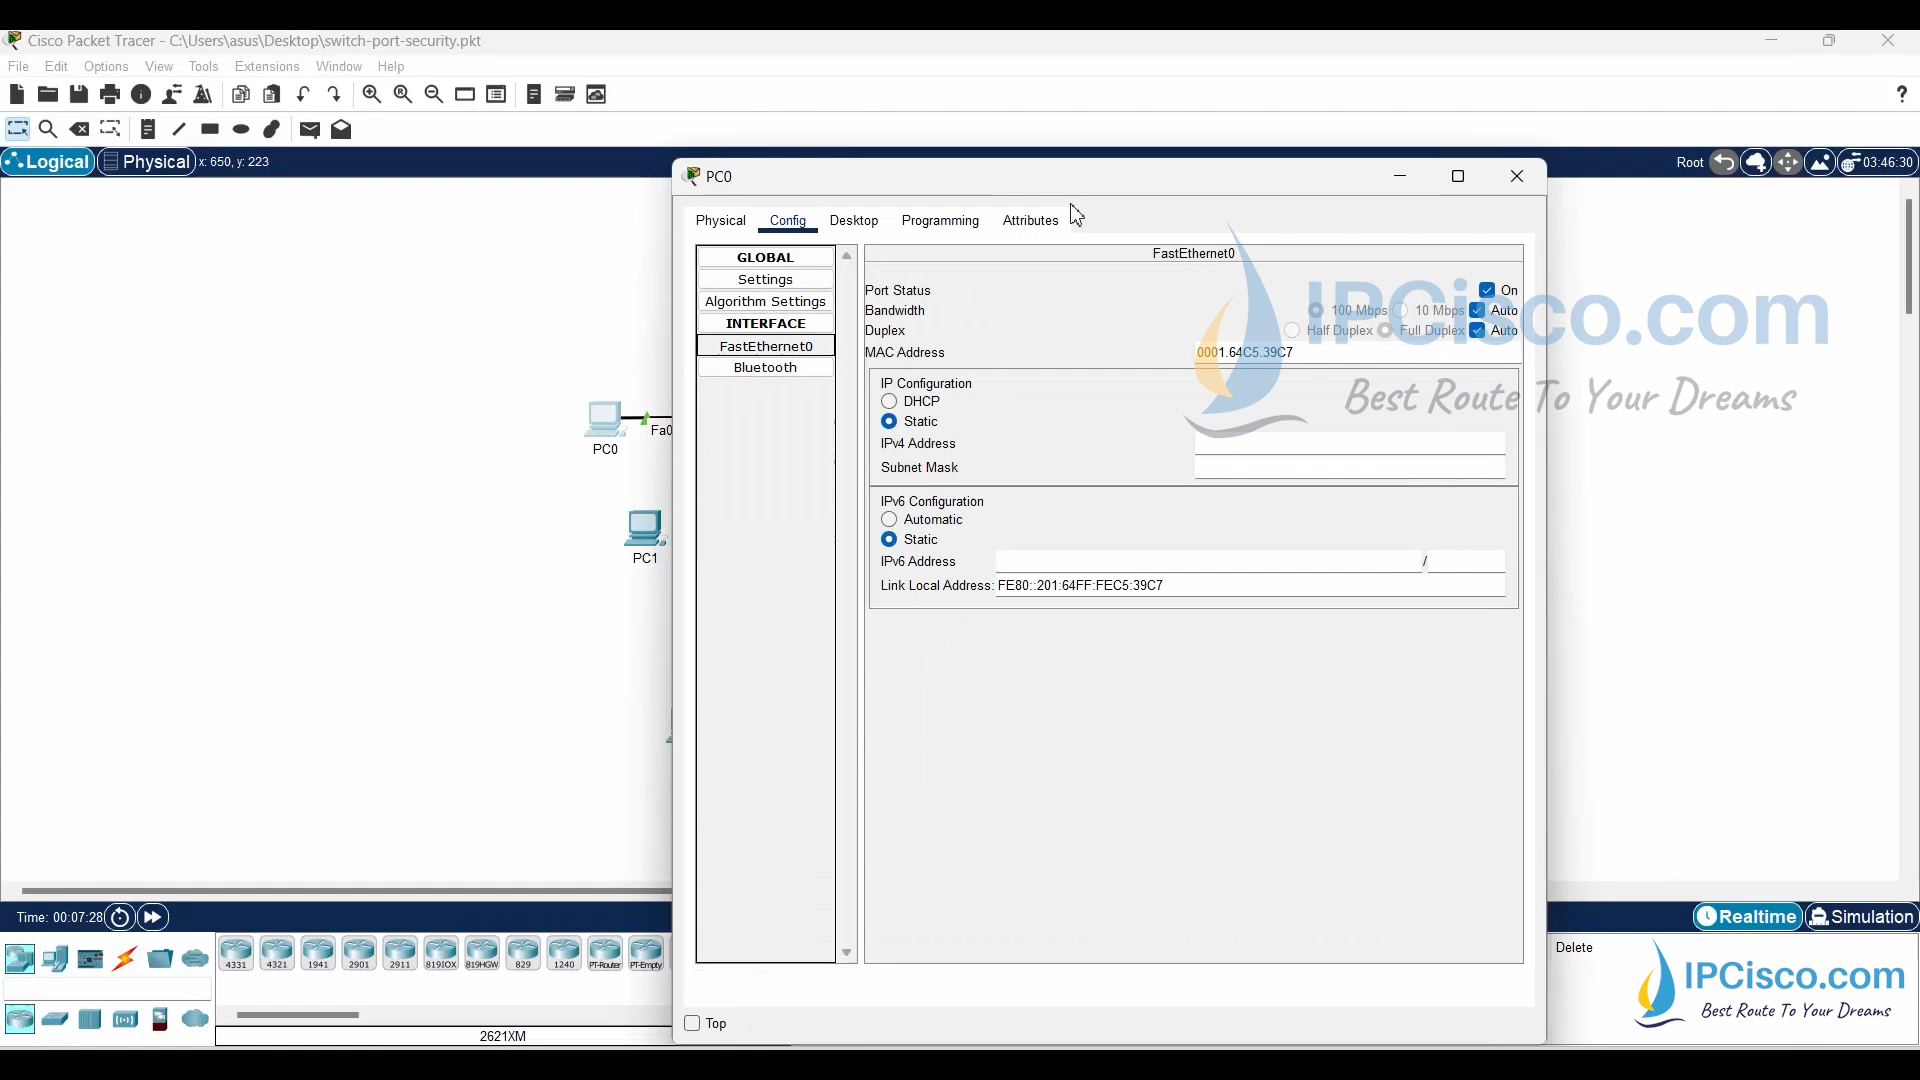 Cisco Packet Tracer - C:\Users\asus\Desktop\switch-port-security.pkt
File Edit Options View Tools Extensions Window Help
Logical Physical x: 650, y: 223
Root 03:46:30
PC0
Physical Config Desktop Programming Attributes
GLOBAL
Settings
Algorithm Settings
INTERFACE
FastEthernet0
Bluetooth
FastEthernet0
Port Status On
Bandwidth 100 Mbps 10 Mbps Auto
Duplex Half Duplex Full Duplex Auto
MAC Address 0001.64C5.39C7
IP Configuration
DHCP
Static
IPv4 Address
Subnet Mask
IPv6 Configuration
Automatic
Static
IPv6 Address /
Link Local Address: FE80::201:64FF:FEC5:39C7
Top
IPCisco.com
Best Route To Your Dreams
PC0
Fa0
PC1
Time: 00:07:28
Realtime Simulation
4331 4321 1941 2901 2911 819IOX 819HGW 829 1240 PT-Router PT-Empty
2621XM
Delete
IPCisco.com
Best Route To Your Dreams